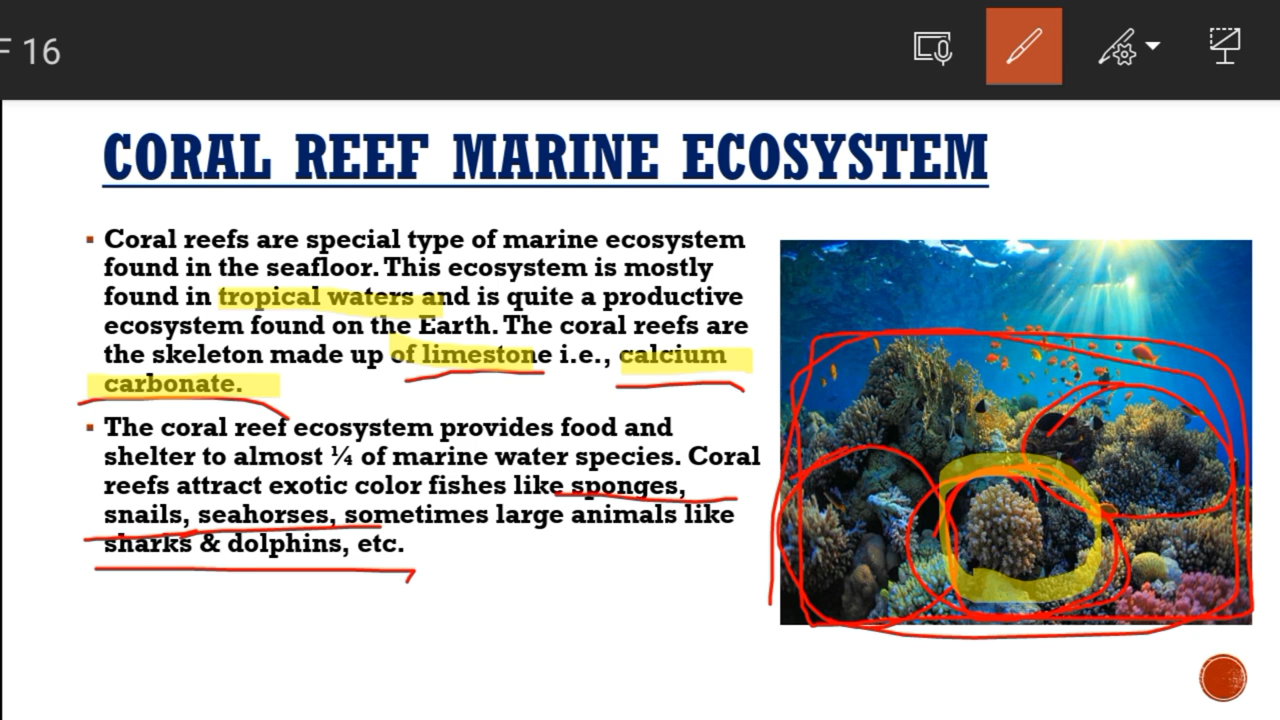 F 16
CORAL REEF MARINE ECOSYSTEM
▪ Coral reefs are special type of marine ecosystem
found in the seafloor. This ecosystem is mostly
found in tropical waters and is quite a productive
ecosystem found on the Earth. The coral reefs are
the skeleton made up of limestone i.e., calcium
carbonate.
▪ The coral reef ecosystem provides food and
shelter to almost ¼ of marine water species. Coral
reefs attract exotic color fishes like sponges,
snails, seahorses, sometimes large animals like
sharks & dolphins, etc.